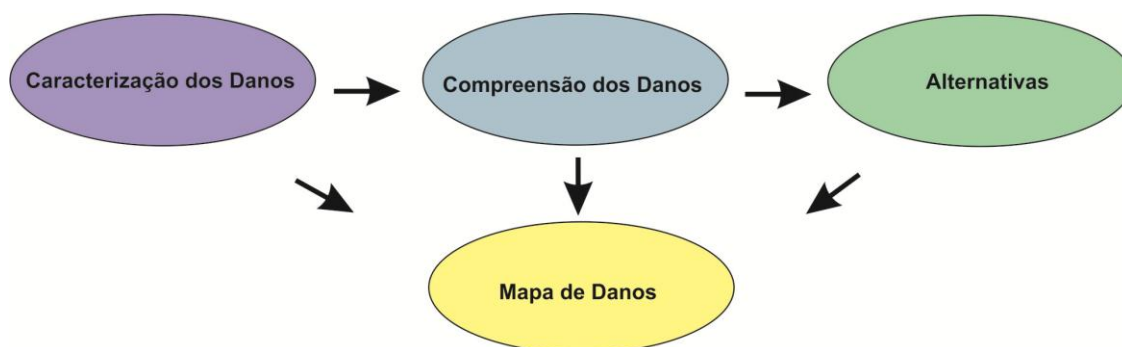 Caracterização dos Danos
Compreensão dos Danos
Alternativas
Mapa de Danos